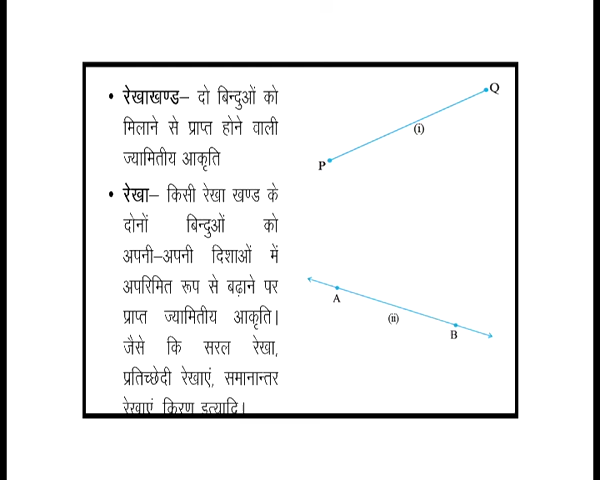 • रेखाखण्ड– दो बिन्दुओं को
मिलाने से प्राप्त होने वाली
ज्यामितीय आकृति
• रेखा– किसी रेखा खण्ड के
दोनों बिन्दुओं को
अपनी–अपनी दिशाओं में
अपरिमित रूप से बढ़ाने पर
प्राप्त ज्यामितीय आकृति।
जैसे कि सरल रेखा,
प्रतिच्छेदी रेखाएं, समानान्तर
रेखाएं किरण इत्यादि।
Q
(i)
P
A
(ii)
B